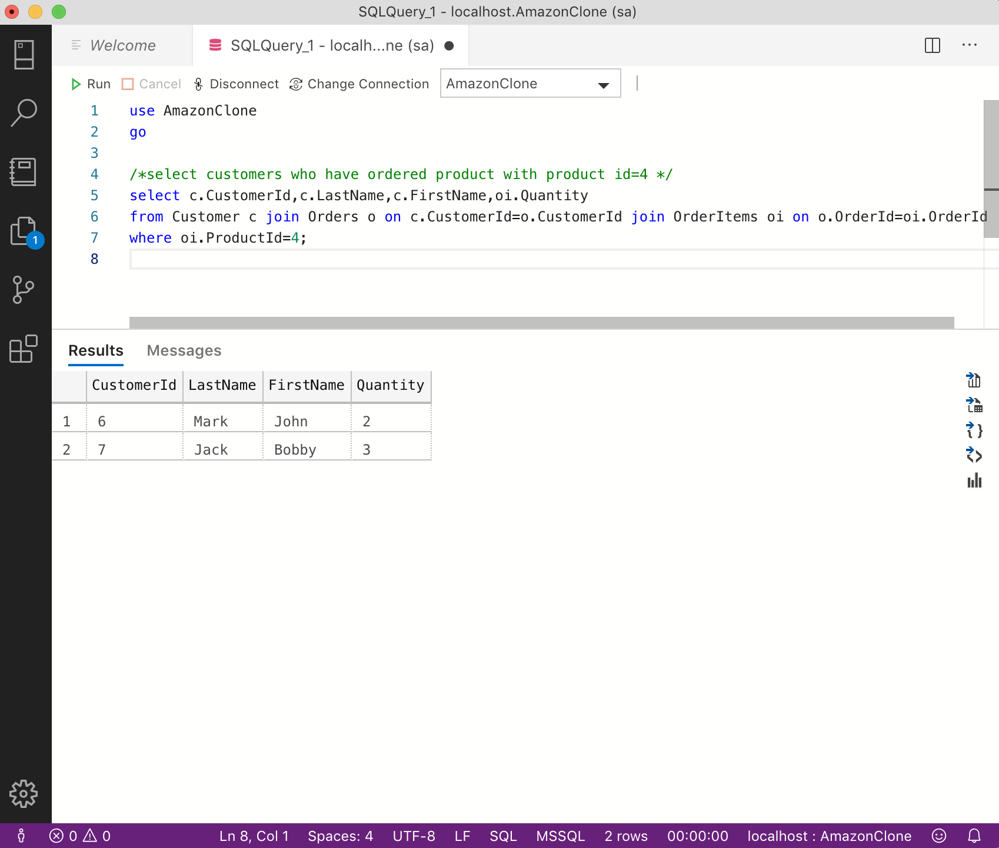 SQLQuery_1 - localhost.AmazonClone (sa)
Welcome
SQLQuery_1 - localh...ne (sa)
Run Cancel Disconnect Change Connection AmazonClone
1 use AmazonClone
2 go
3
4 /*select customers who have ordered product with product id=4 */
5 select c.CustomerId,c.LastName,c.FirstName,oi.Quantity
6 from Customer c join Orders o on c.CustomerId=o.CustomerId join OrderItems oi on o.OrderId=oi.OrderId
7 where oi.ProductId=4;
8
1
Results Messages
CustomerId LastName FirstName Quantity
1 6 Mark John 2
2 7 Jack Bobby 3
0 0 Ln 8, Col 1 Spaces: 4 UTF-8 LF SQL MSSQL 2 rows 00:00:00 localhost : AmazonClone